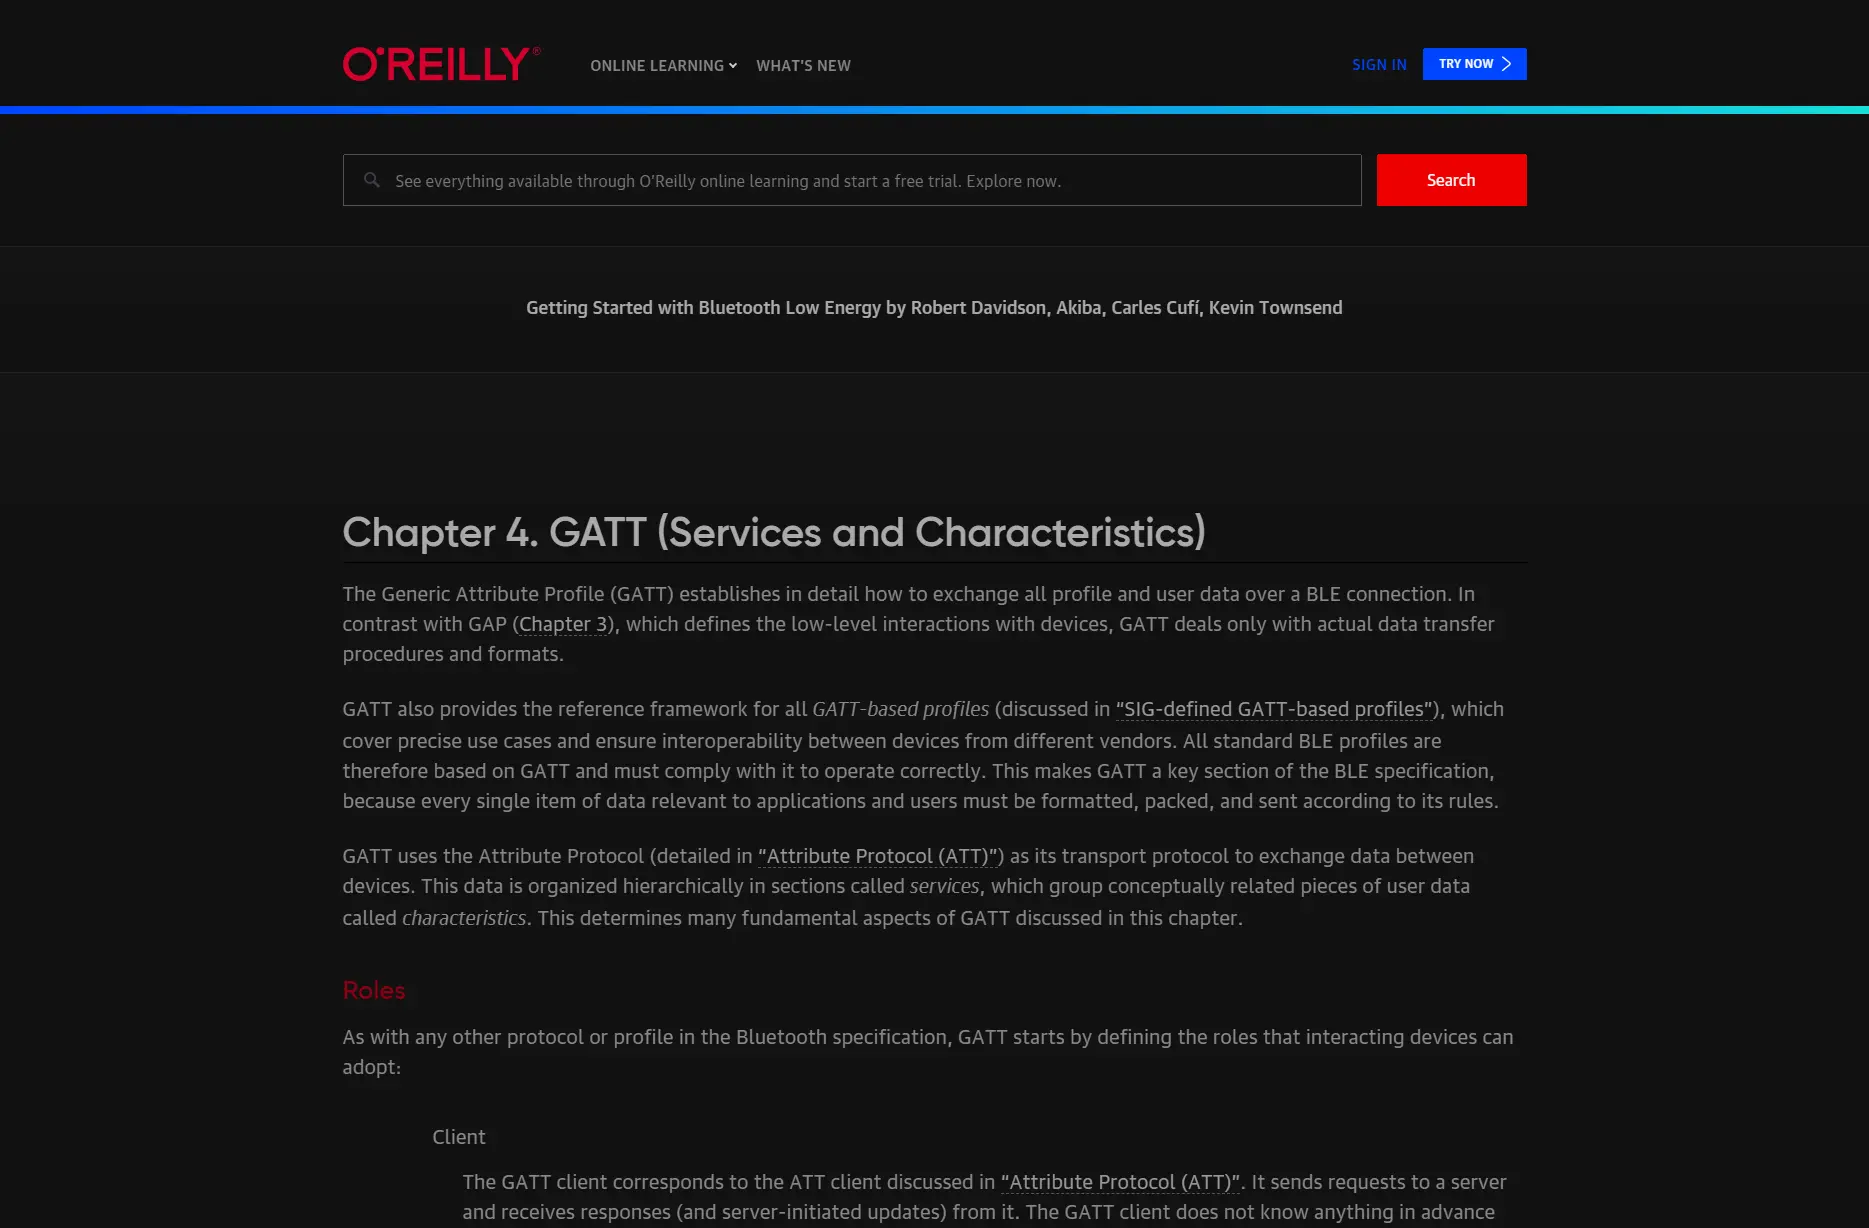 O'REILLY®
ONLINE LEARNING
WHAT'S NEW
SIGN IN
TRY NOW
See everything available through O'Reilly online learning and start a free trial. Explore now.
Search
Getting Started with Bluetooth Low Energy by Robert Davidson, Akiba, Carles Cufí, Kevin Townsend
Chapter 4. GATT (Services and Characteristics)
The Generic Attribute Profile (GATT) establishes in detail how to exchange all profile and user data over a BLE connection. In
contrast with GAP (Chapter 3), which defines the low-level interactions with devices, GATT deals only with actual data transfer
procedures and formats.
GATT also provides the reference framework for all GATT-based profiles (discussed in “SIG-defined GATT-based profiles”), which
cover precise use cases and ensure interoperability between devices from different vendors. All standard BLE profiles are
therefore based on GATT and must comply with it to operate correctly. This makes GATT a key section of the BLE specification,
because every single item of data relevant to applications and users must be formatted, packed, and sent according to its rules.
GATT uses the Attribute Protocol (detailed in “Attribute Protocol (ATT)”) as its transport protocol to exchange data between
devices. This data is organized hierarchically in sections called services, which group conceptually related pieces of user data
called characteristics. This determines many fundamental aspects of GATT discussed in this chapter.
Roles
As with any other protocol or profile in the Bluetooth specification, GATT starts by defining the roles that interacting devices can
adopt:
Client
The GATT client corresponds to the ATT client discussed in “Attribute Protocol (ATT)”. It sends requests to a server
and receives responses (and server-initiated updates) from it. The GATT client does not know anything in advance